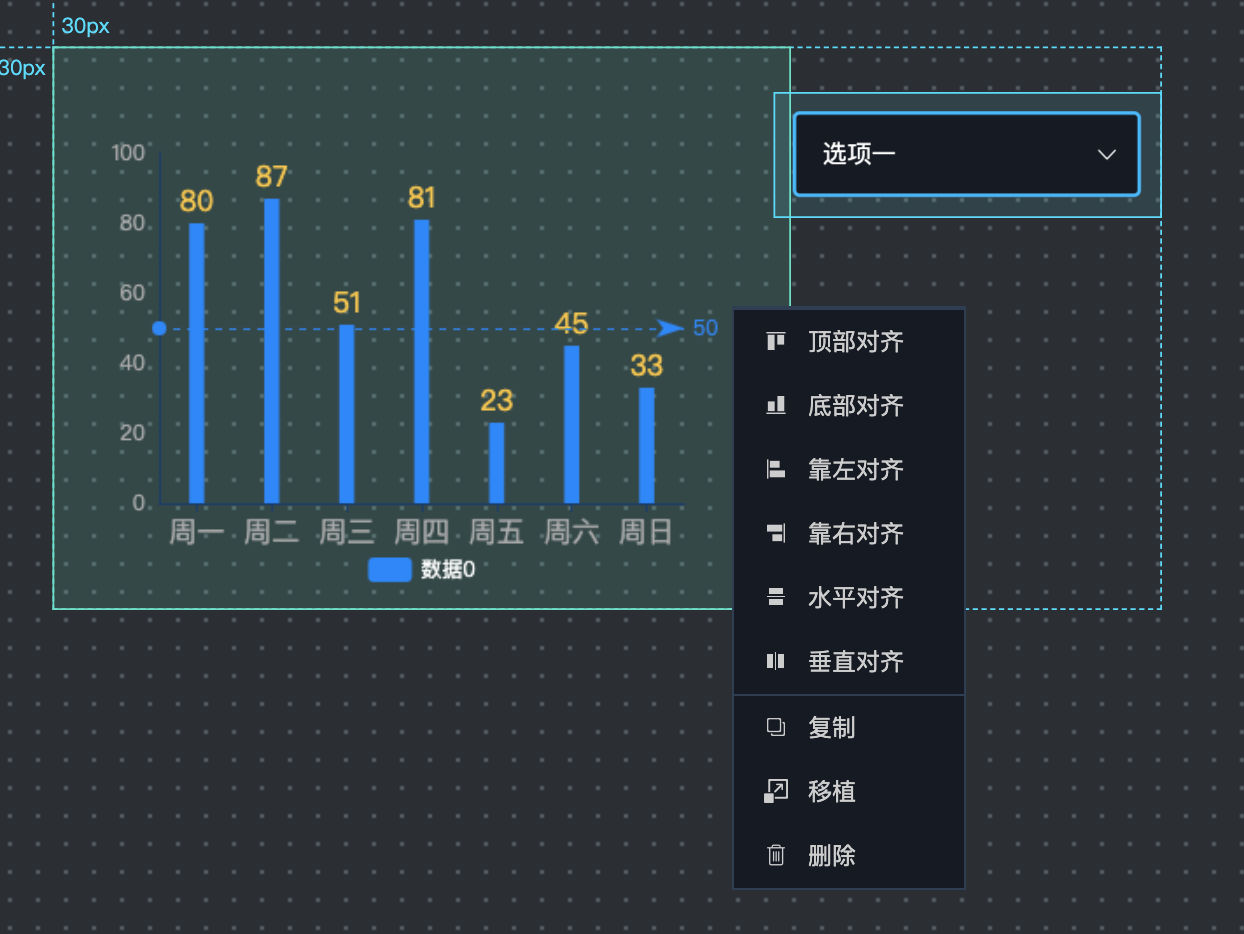 30px
30px
选项一
100
80
60
40
20
0
80
87
51
81
23
45
33
50
周一 周二 周三 周四 周五 周六 周日
数据0
顶部对齐
底部对齐
靠左对齐
靠右对齐
水平对齐
垂直对齐
复制
移植
删除